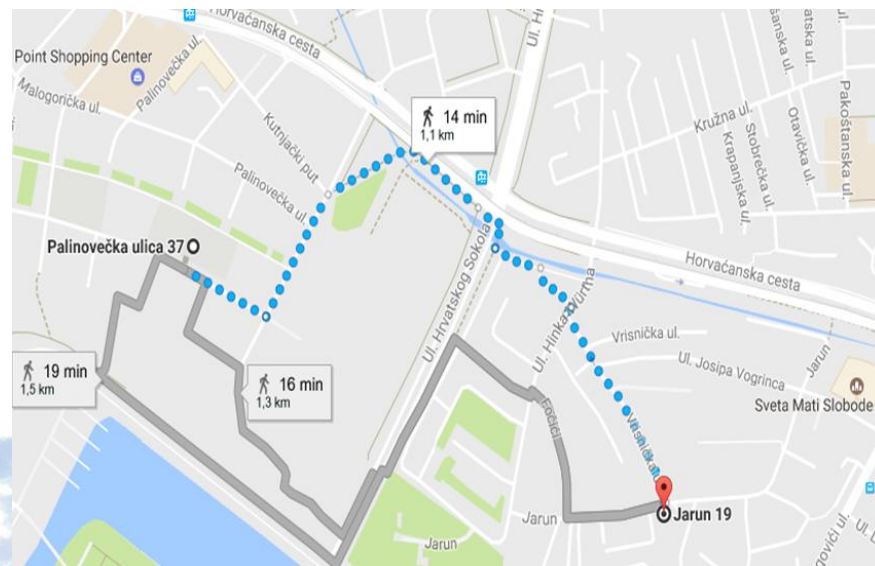 Horvaćanska cesta
Ul. H
Point Shopping Center
Palinovečka ul.
Malogorička ul.
14 min
1,1 km
Kutnjački put
Palinovečka ul.
Kružna ul.
Krapanjska ul.
Stobrečka ul.
Otavička ul.
Pakoštanska ul.
Palinovečka ulica 37
Ul. Hrvatskog Sokola
Horvaćanska cesta
Ul. Hinka Würtha
Vrisnička ul.
Ul. Josipa Vogrinca
Jarun
19 min
1,5 km
16 min
1,3 km
Sveta Mati Slobode
Fočići
Vrisnička
Jarun
Jarun 19
Jarun